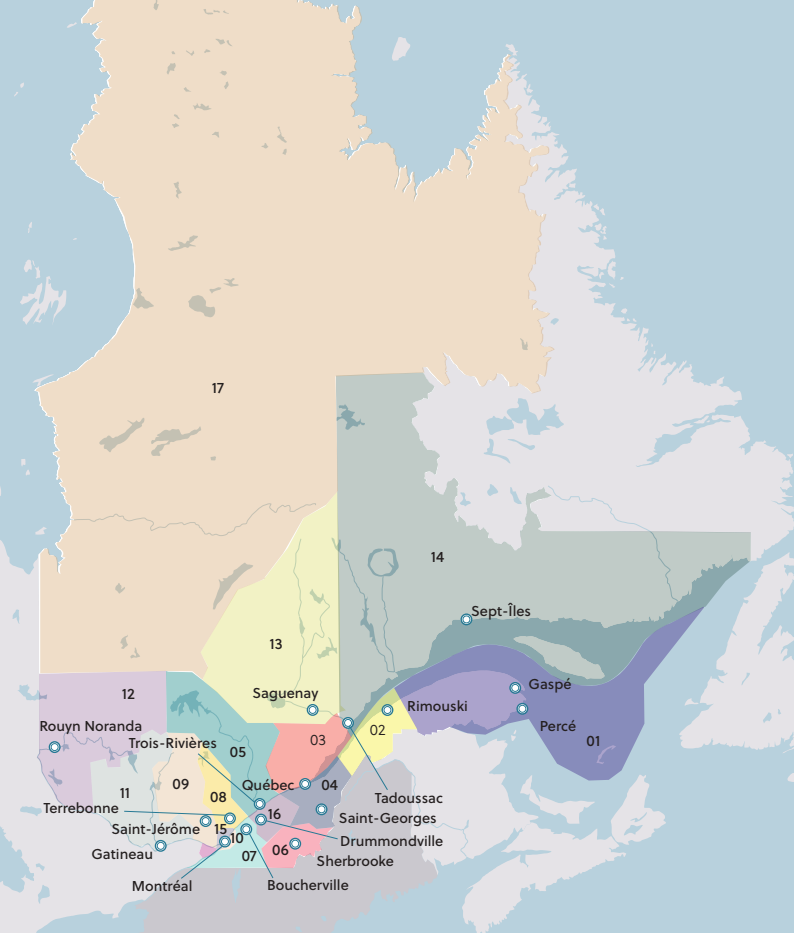 17
14
Sept-Îles
13
Saguenay
Gaspé
12
Rimouski
Rouyn Noranda
Percé
02
03
01
Trois-Rivières
05
09
Québec
04
11
08
Tadoussac
Terrebonne
16
Saint-Georges
Saint-Jérôme
15
10
Drummondville
Gatineau
07
06
Sherbrooke
Montréal
Boucherville